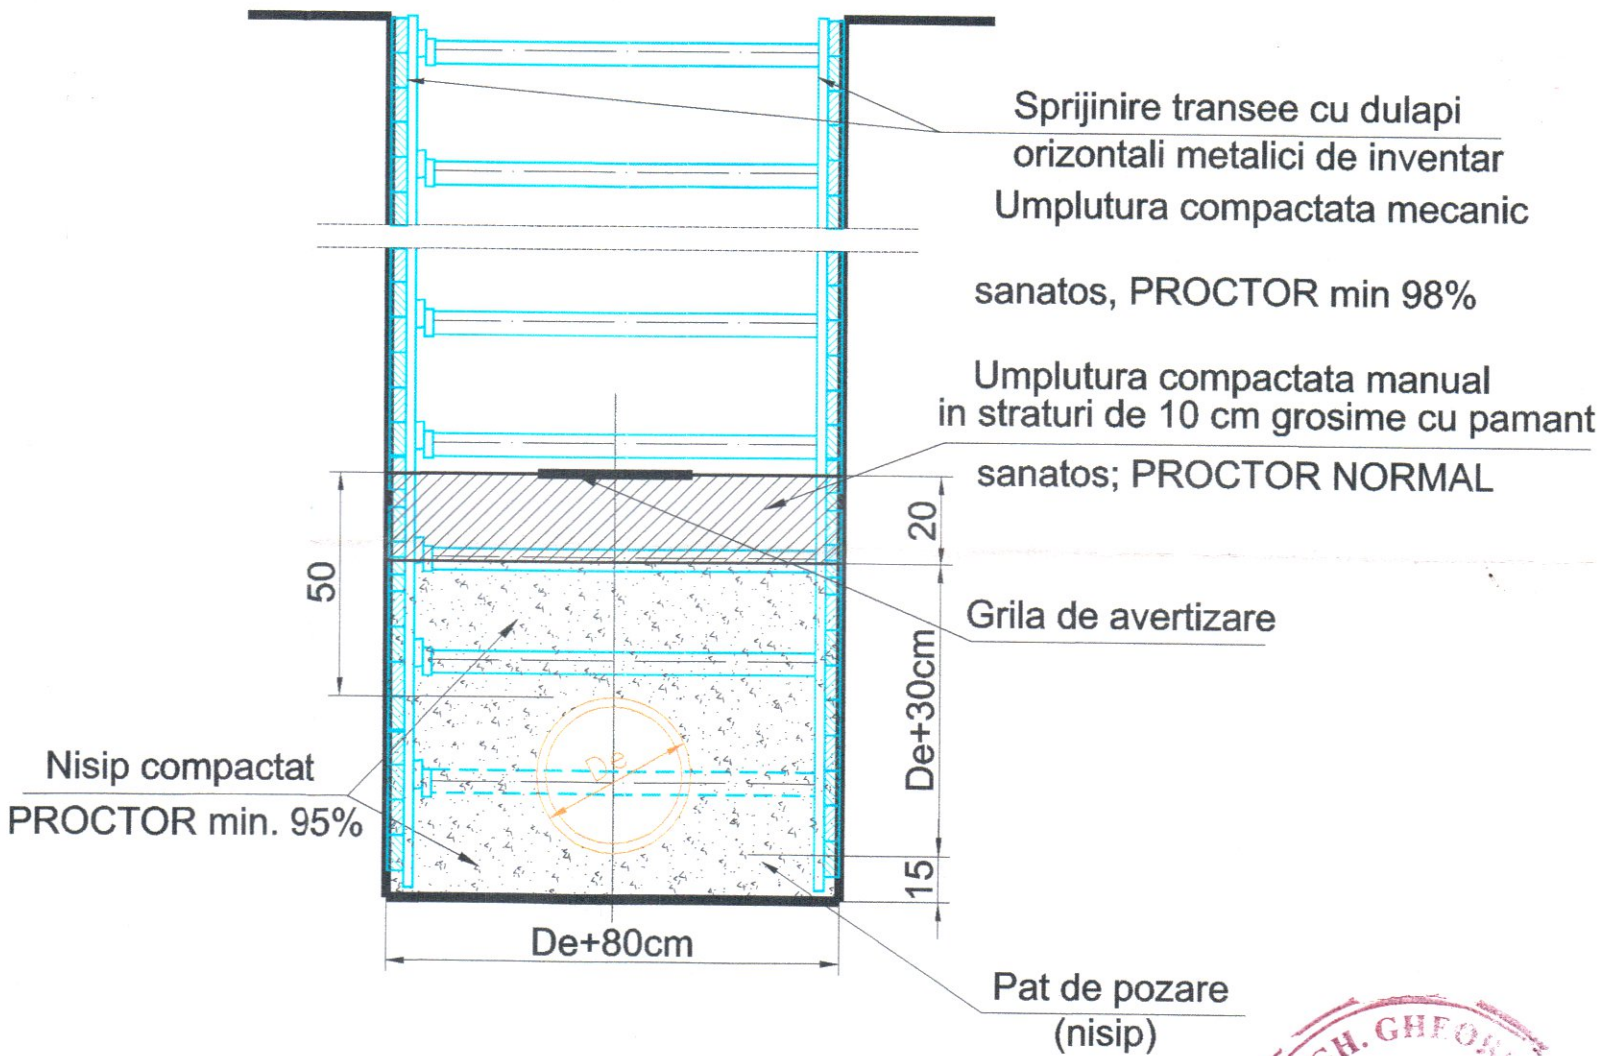 Sprijinire transee cu dulapi
orizontali metalici de inventar
Umplutura compactata mecanic
sanatos, PROCTOR min 98%
Umplutura compactata manual
in straturi de 10 cm grosime cu pamant
sanatos; PROCTOR NORMAL
20
50
Grila de avertizare
De+30cm
De
Nisip compactat
PROCTOR min. 95%
15
De+80cm
Pat de pozare
(nisip)